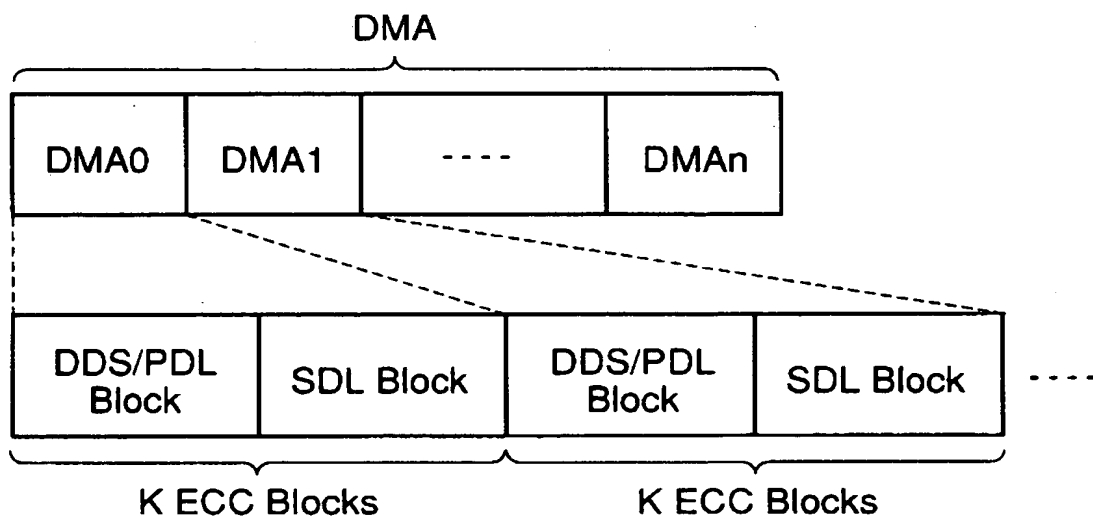 DMA
DMA0 DMA1 ---- DMAn
DDS/PDL Block SDL Block DDS/PDL Block SDL Block ----
K ECC Blocks K ECC Blocks